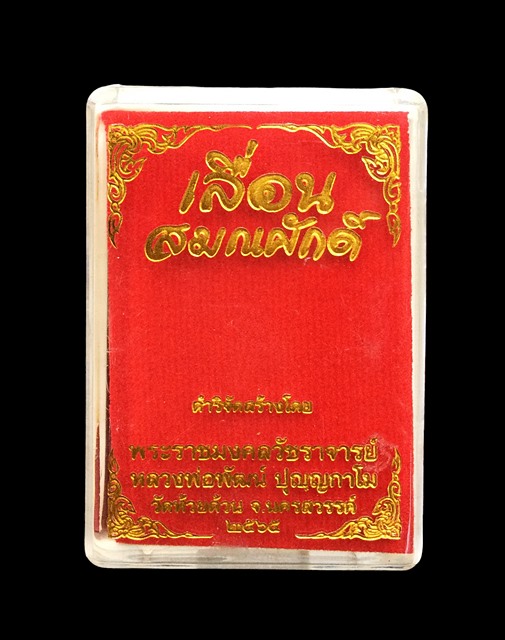 เลื่อน
สมณศักดิ์
ดำริจัดสร้างโดย
พระราชมงคลวัชราจารย์
หลวงพ่อพัฒน์ ปุญฺญกาโม
วัดห้วยด้วน จ.นครสวรรค์
๒๕๖๕